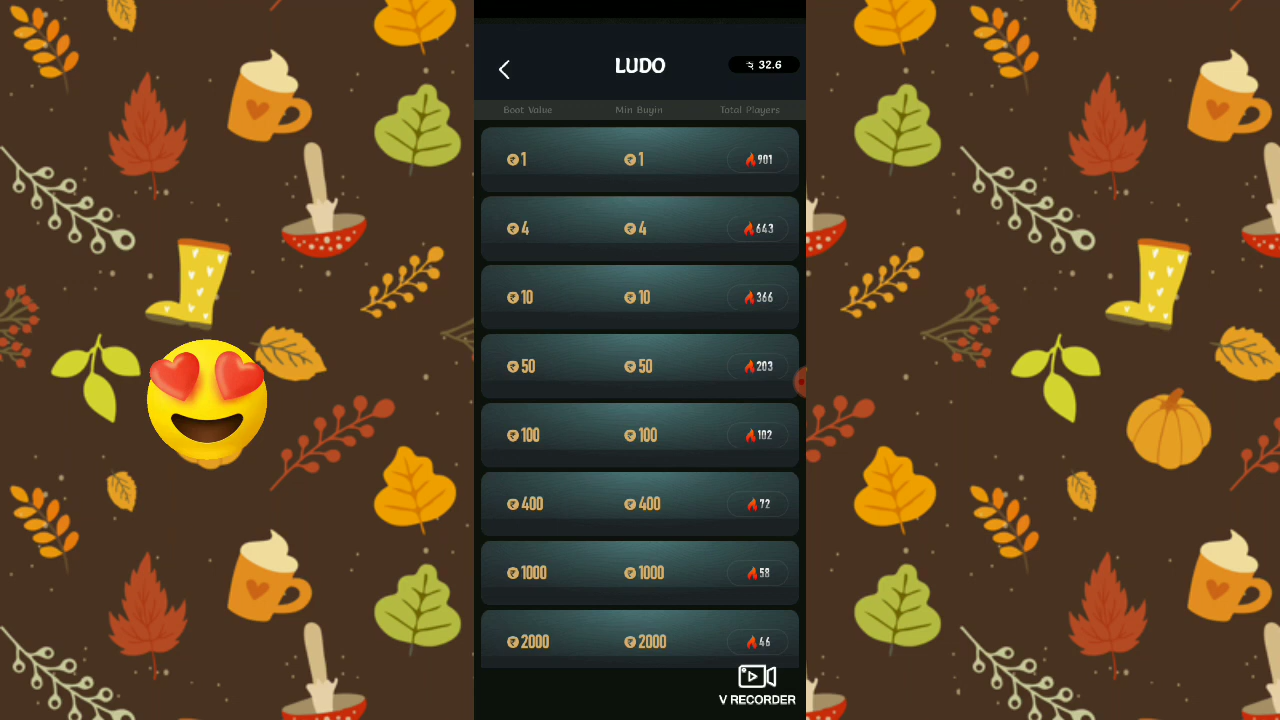 LUDO
32.6
Boot Value Min Buyin Total Players
₹1 ₹1 901
₹4 ₹4 643
₹10 ₹10 366
₹50 ₹50 203
₹100 ₹100 102
₹400 ₹400 72
₹1000 ₹1000 58
₹2000 ₹2000 46
V RECORDER